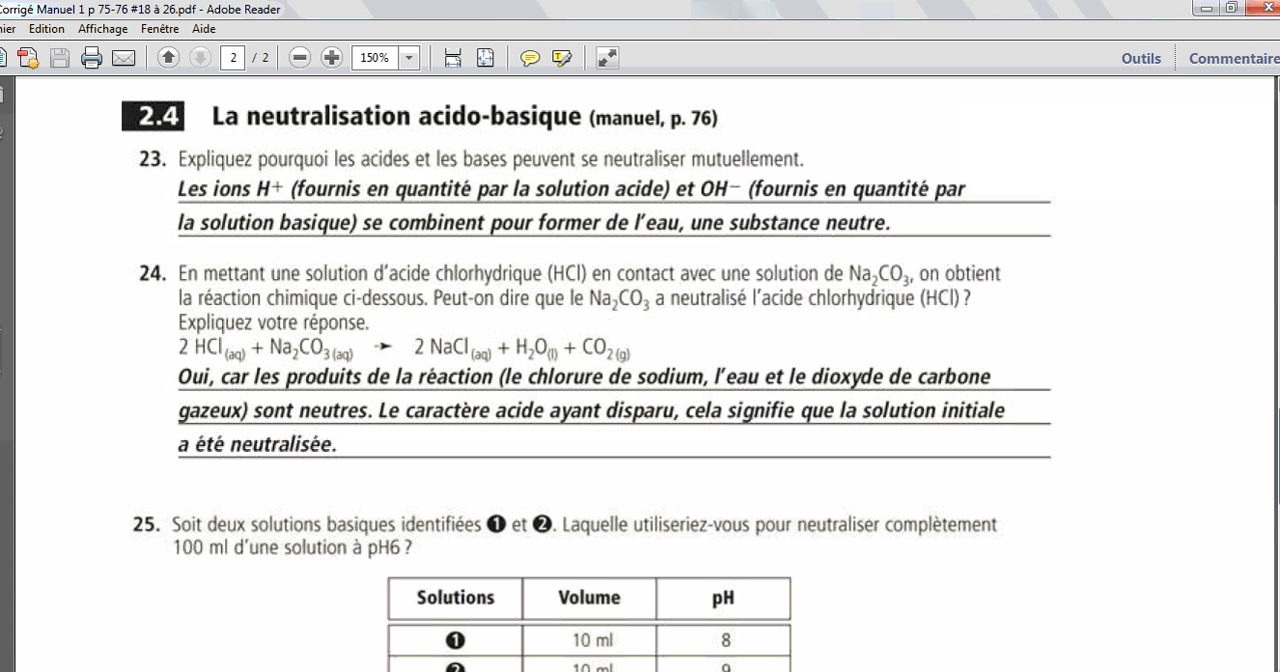 Corrigé Manuel 1 p 75-76 #18 à 26.pdf - Adobe Reader
Edition Affichage Fenêtre Aide
2 / 2 150% Outils Commentaire
2.4 La neutralisation acido-basique (manuel, p. 76)
23. Expliquez pourquoi les acides et les bases peuvent se neutraliser mutuellement.
Les ions H+ (fournis en quantité par la solution acide) et OH− (fournis en quantité par
la solution basique) se combinent pour former de l'eau, une substance neutre.
24. En mettant une solution d'acide chlorhydrique (HCl) en contact avec une solution de Na₂CO₃, on obtient
la réaction chimique ci-dessous. Peut-on dire que le Na₂CO₃ a neutralisé l'acide chlorhydrique (HCl) ?
Expliquez votre réponse.
2 HCl(aq) + Na₂CO₃(aq) → 2 NaCl(aq) + H₂O(l) + CO₂(g)
Oui, car les produits de la réaction (le chlorure de sodium, l'eau et le dioxyde de carbone
gazeux) sont neutres. Le caractère acide ayant disparu, cela signifie que la solution initiale
a été neutralisée.
25. Soit deux solutions basiques identifiées ❶ et ❷. Laquelle utiliseriez-vous pour neutraliser complètement
100 ml d'une solution à pH6 ?
Solutions Volume pH
❶ 10 ml 8
❷ 10 ml 9